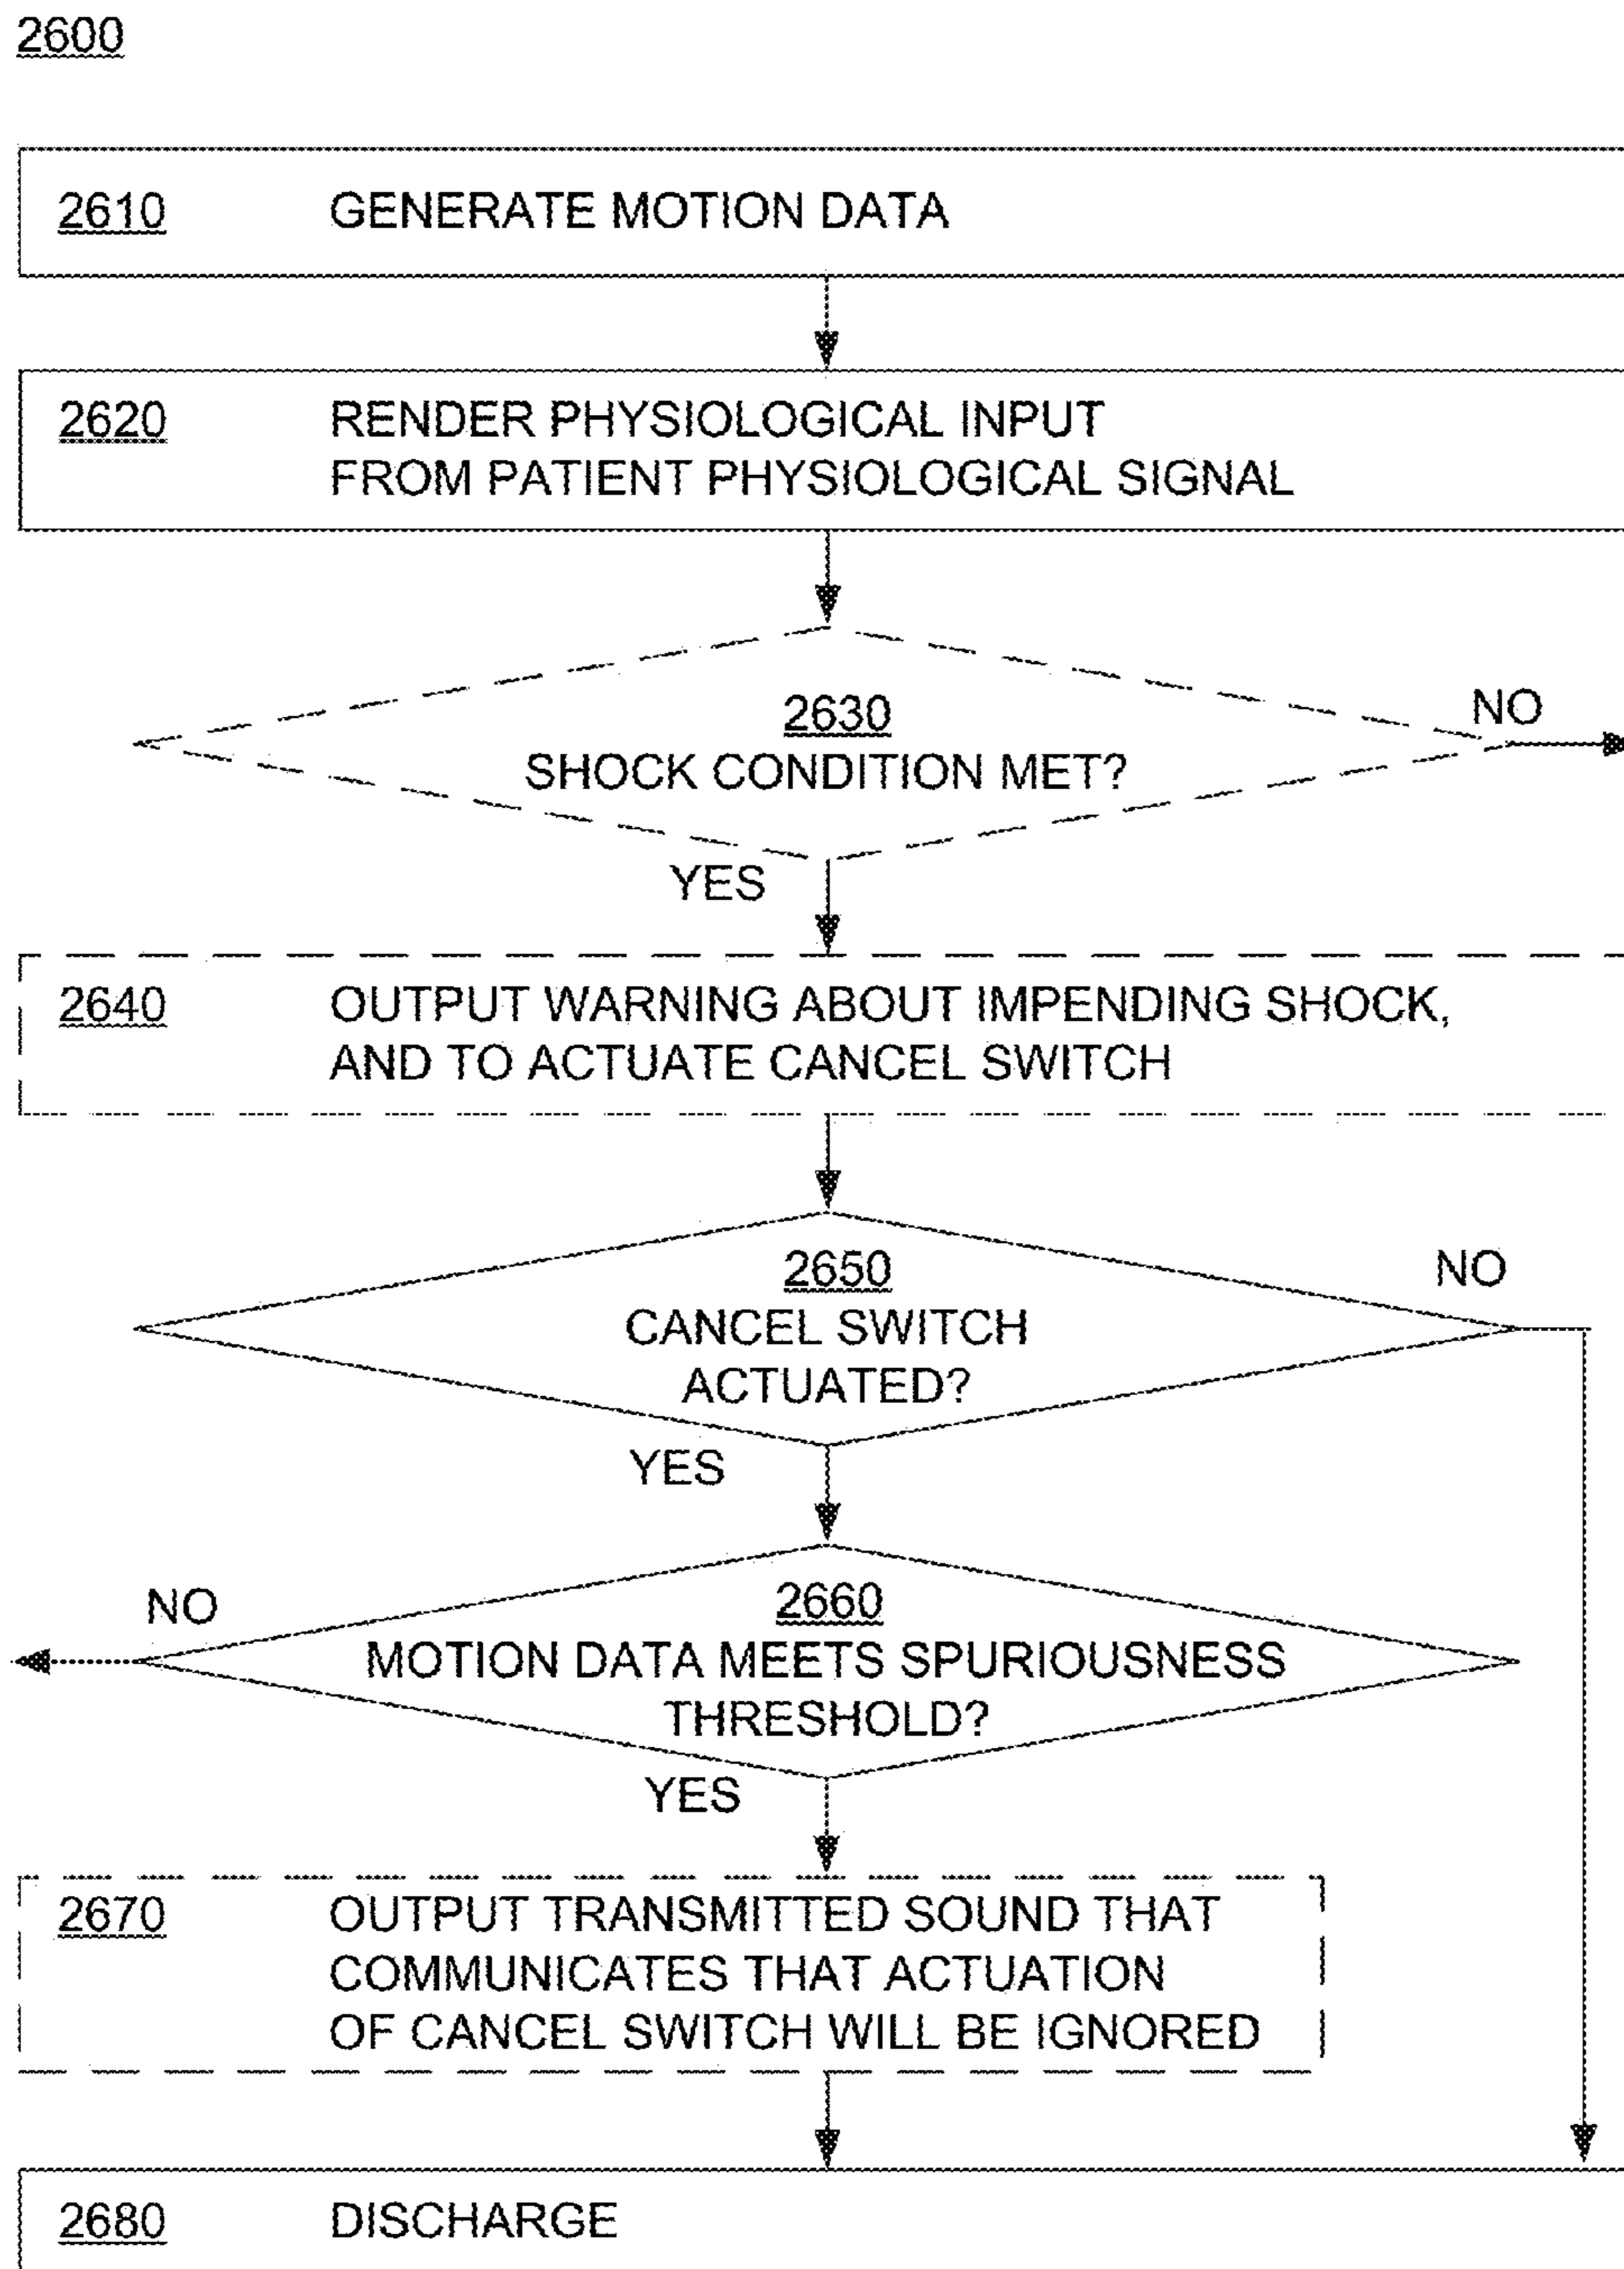 2600
2610 GENERATE MOTION DATA
2620 RENDER PHYSIOLOGICAL INPUT
FROM PATIENT PHYSIOLOGICAL SIGNAL
2630
SHOCK CONDITION MET?
NO
YES
2640 OUTPUT WARNING ABOUT IMPENDING SHOCK,
AND TO ACTUATE CANCEL SWITCH
2650
CANCEL SWITCH
ACTUATED?
NO
YES
2660
MOTION DATA MEETS SPURIOUSNESS
THRESHOLD?
NO
YES
2670 OUTPUT TRANSMITTED SOUND THAT
COMMUNICATES THAT ACTUATION
OF CANCEL SWITCH WILL BE IGNORED
2680 DISCHARGE